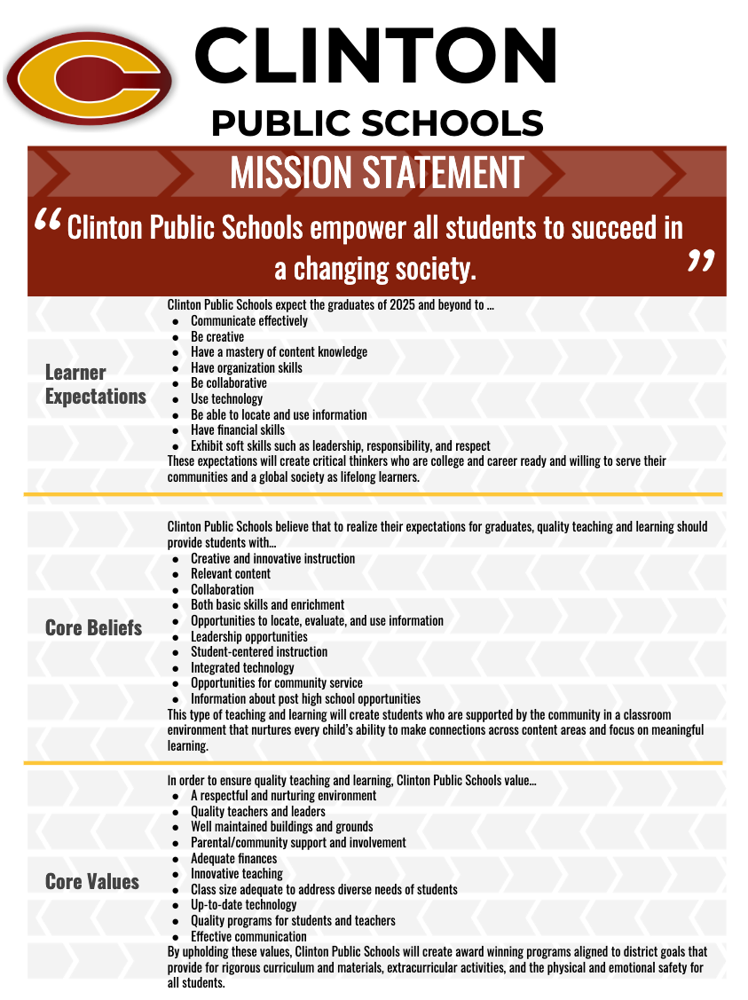 C
CLINTON
PUBLIC SCHOOLS
MISSION STATEMENT
“Clinton Public Schools empower all students to succeed in
a changing society. ”
Learner
Expectations
Clinton Public Schools expect the graduates of 2025 and beyond to ...
● Communicate effectively
● Be creative
● Have a mastery of content knowledge
● Have organization skills
● Be collaborative
● Use technology
● Be able to locate and use information
● Have financial skills
● Exhibit soft skills such as leadership, responsibility, and respect
These expectations will create critical thinkers who are college and career ready and willing to serve their
communities and a global society as lifelong learners.
Core Beliefs
Clinton Public Schools believe that to realize their expectations for graduates, quality teaching and learning should
provide students with...
● Creative and innovative instruction
● Relevant content
● Collaboration
● Both basic skills and enrichment
● Opportunities to locate, evaluate, and use information
● Leadership opportunities
● Student-centered instruction
● Integrated technology
● Opportunities for community service
● Information about post high school opportunities
This type of teaching and learning will create students who are supported by the community in a classroom
environment that nurtures every child’s ability to make connections across content areas and focus on meaningful
learning.
Core Values
In order to ensure quality teaching and learning, Clinton Public Schools value...
● A respectful and nurturing environment
● Quality teachers and leaders
● Well maintained buildings and grounds
● Parental/community support and involvement
● Adequate finances
● Innovative teaching
● Class size adequate to address diverse needs of students
● Up-to-date technology
● Quality programs for students and teachers
● Effective communication
By upholding these values, Clinton Public Schools will create award winning programs aligned to district goals that
provide for rigorous curriculum and materials, extracurricular activities, and the physical and emotional safety for
all students.